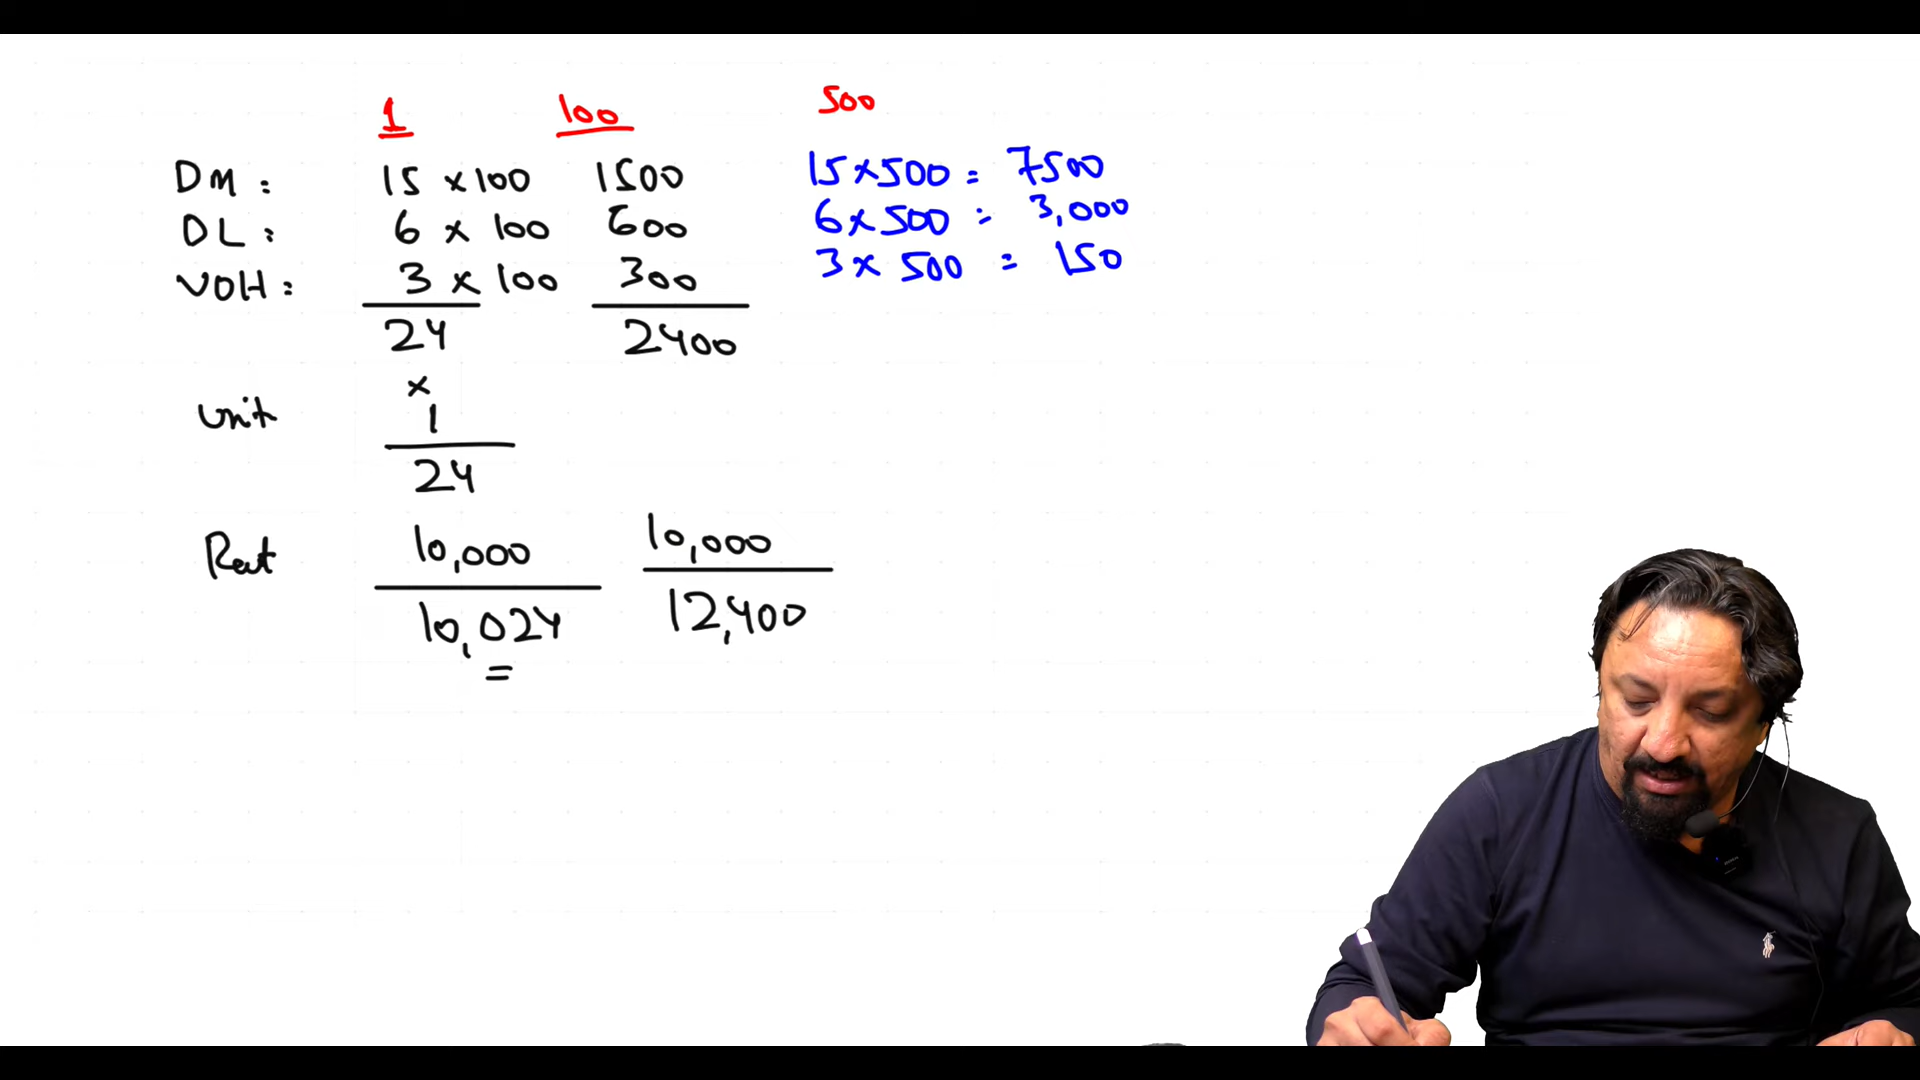 1 100 500
DM: 15 x 100 1500 15 x 500 = 7500
DL: 6 x 100 600 6 x 500 = 3,000
VOH: 3 x 100 300 3 x 500 = 150
24 2400
x
Unit 1
24
Rent 10,000 10,000
10,024 12,400
=